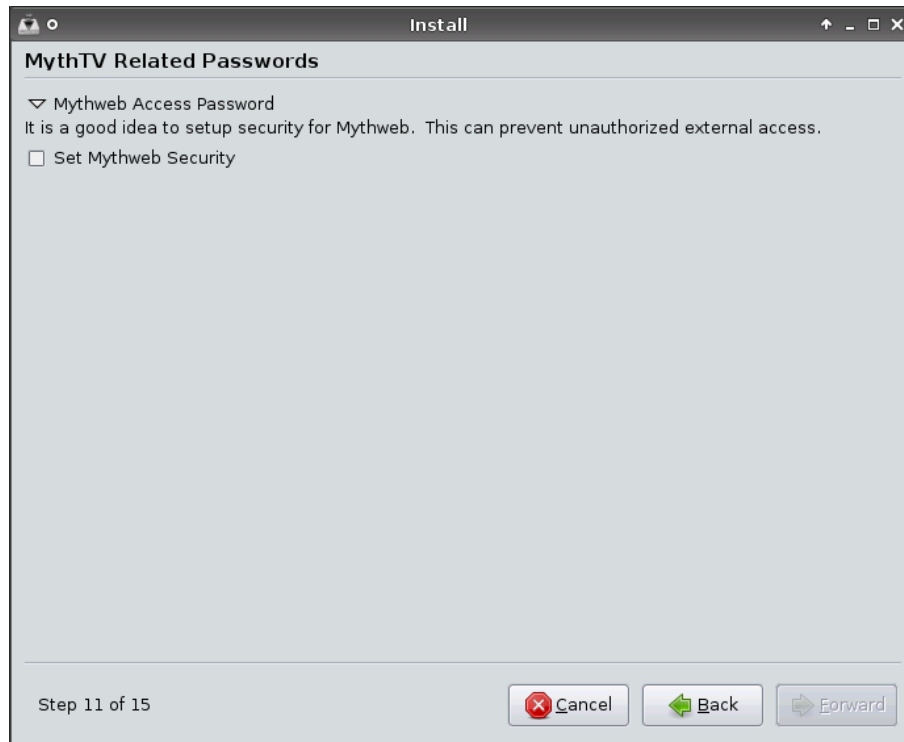 Install
MythTV Related Passwords
Mythweb Access Password
It is a good idea to setup security for Mythweb.  This can prevent unauthorized external access.
Set Mythweb Security
Step 11 of 15
Cancel
Back
Forward